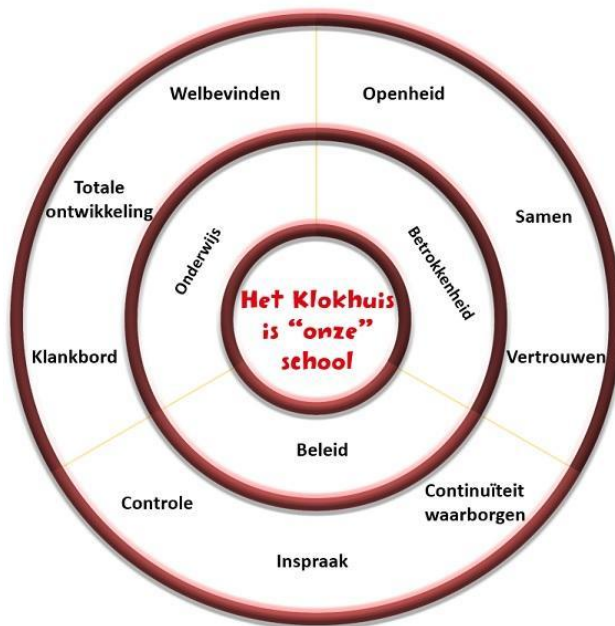 Welbevinden
Openheid
Totale
ontwikkeling
Samen
Onderwijs
Betrokkenheid
Het Klokhuis
is “onze”
school
Klankbord
Vertrouwen
Beleid
Controle
Continuïteit
waarborgen
Inspraak